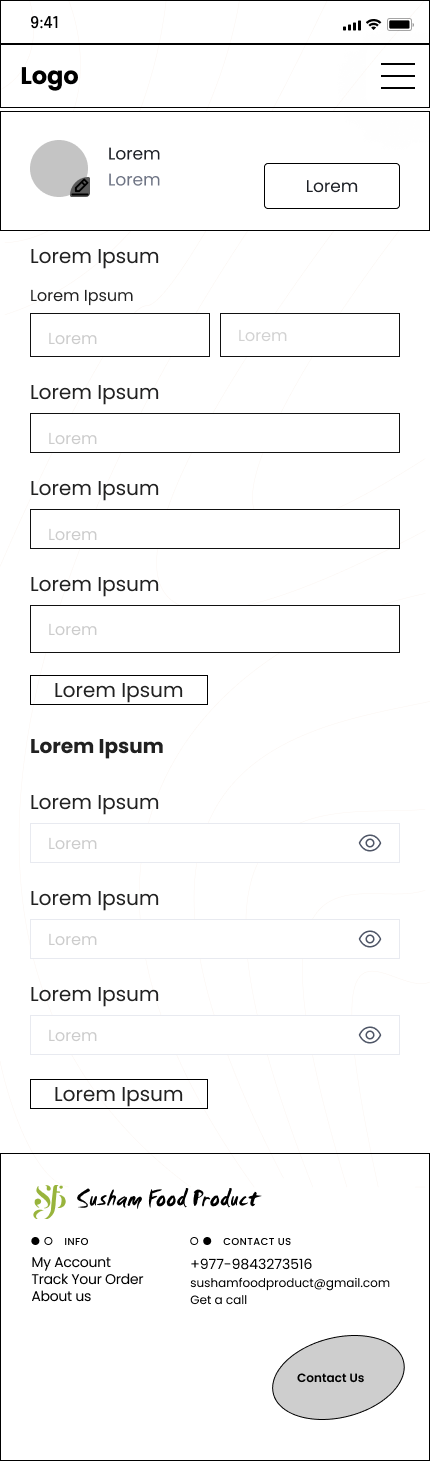 9:41
Logo
Lorem
Lorem
Lorem
Lorem Ipsum
Lorem Ipsum
Lorem Lorem
Lorem Ipsum
Lorem
Lorem Ipsum
Lorem
Lorem Ipsum
Lorem
Lorem Ipsum
Lorem Ipsum
Lorem Ipsum
Lorem
Lorem Ipsum
Lorem
Lorem Ipsum
Lorem
Lorem Ipsum
Susham Food Product
INFO
My Account
Track Your Order
About us
CONTACT US
+977-9843273516
sushamfoodproduct@gmail.com
Get a call
Contact Us